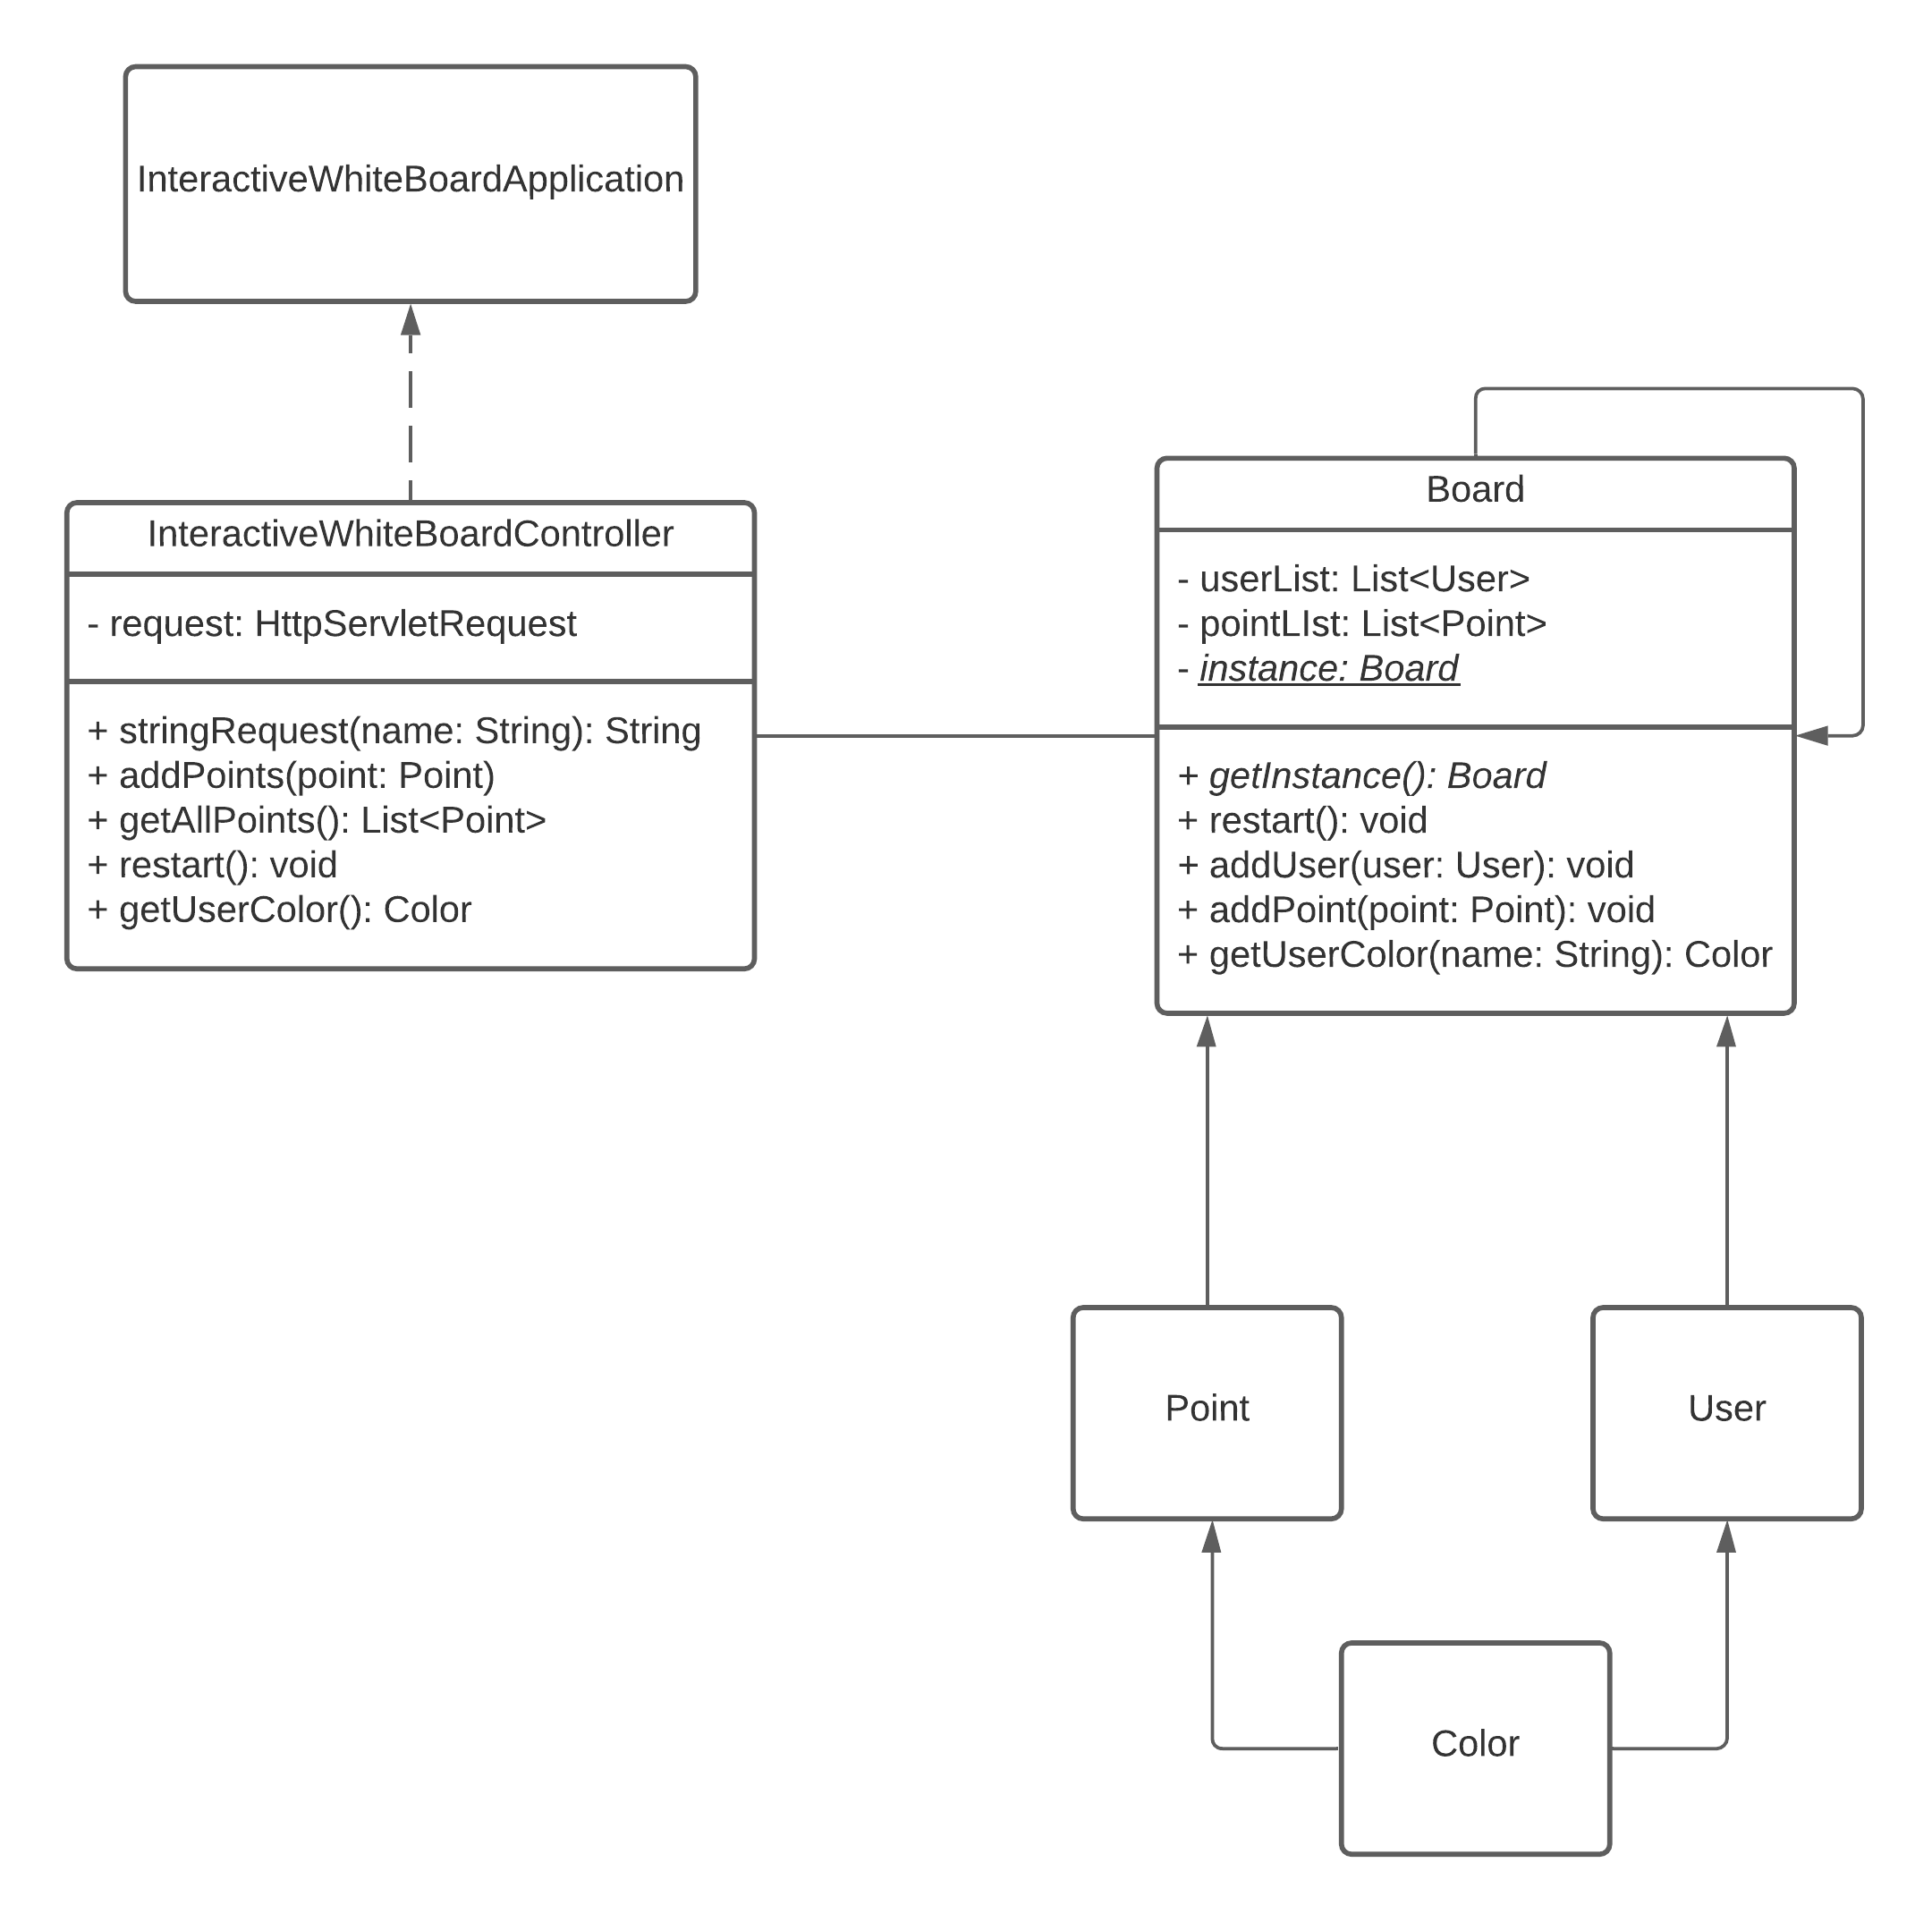 InteractiveWhiteBoardApplication
InteractiveWhiteBoardController
- request: HttpServletRequest
+ stringRequest(name: String): String
+ addPoints(point: Point)
+ getAllPoints(): List<Point>
+ restart(): void
+ getUserColor(): Color
Board
- userList: List<User>
- pointLIst: List<Point>
- instance: Board
+ getInstance(): Board
+ restart(): void
+ addUser(user: User): void
+ addPoint(point: Point): void
+ getUserColor(name: String): Color
Point
User
Color